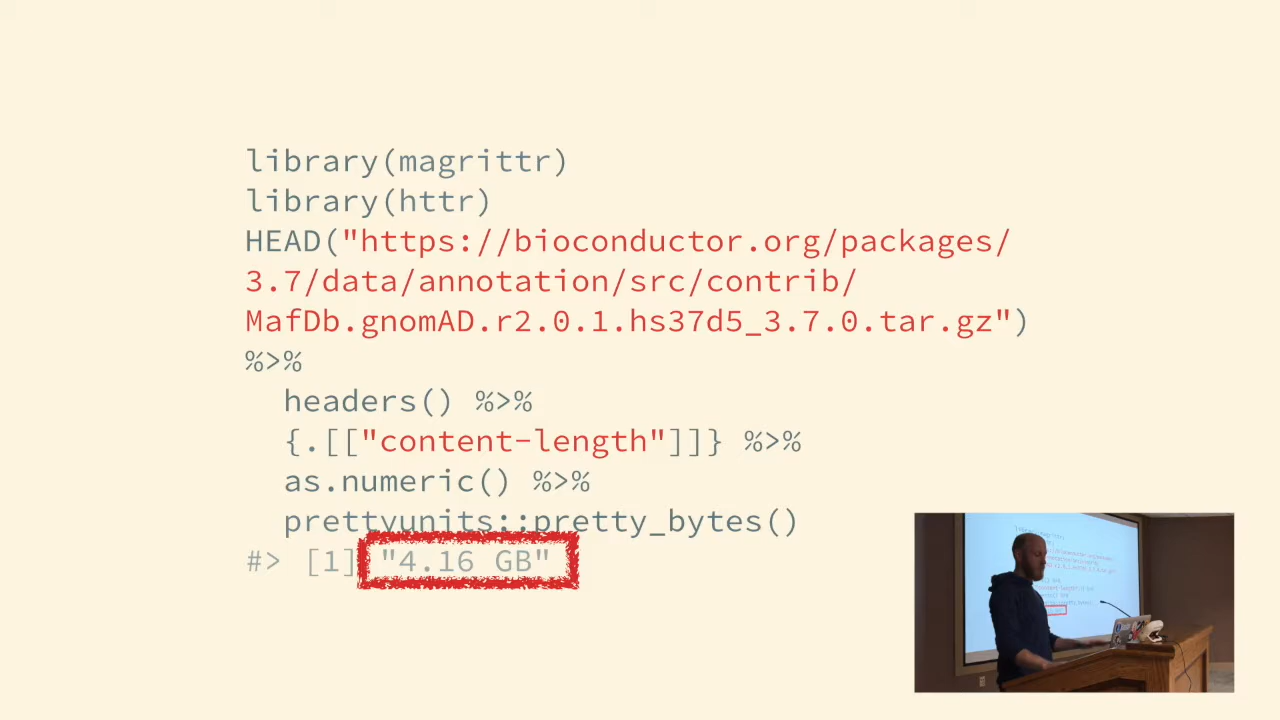 library(magrittr)
library(httr)
HEAD("https://bioconductor.org/packages/
3.7/data/annotation/src/contrib/
MafDb.gnomAD.r2.0.1.hs37d5_3.7.0.tar.gz")
%>%
  headers() %>%
  {.[["content-length"]]} %>%
  as.numeric() %>%
  prettyunits::pretty_bytes()
#> [1] "4.16 GB"